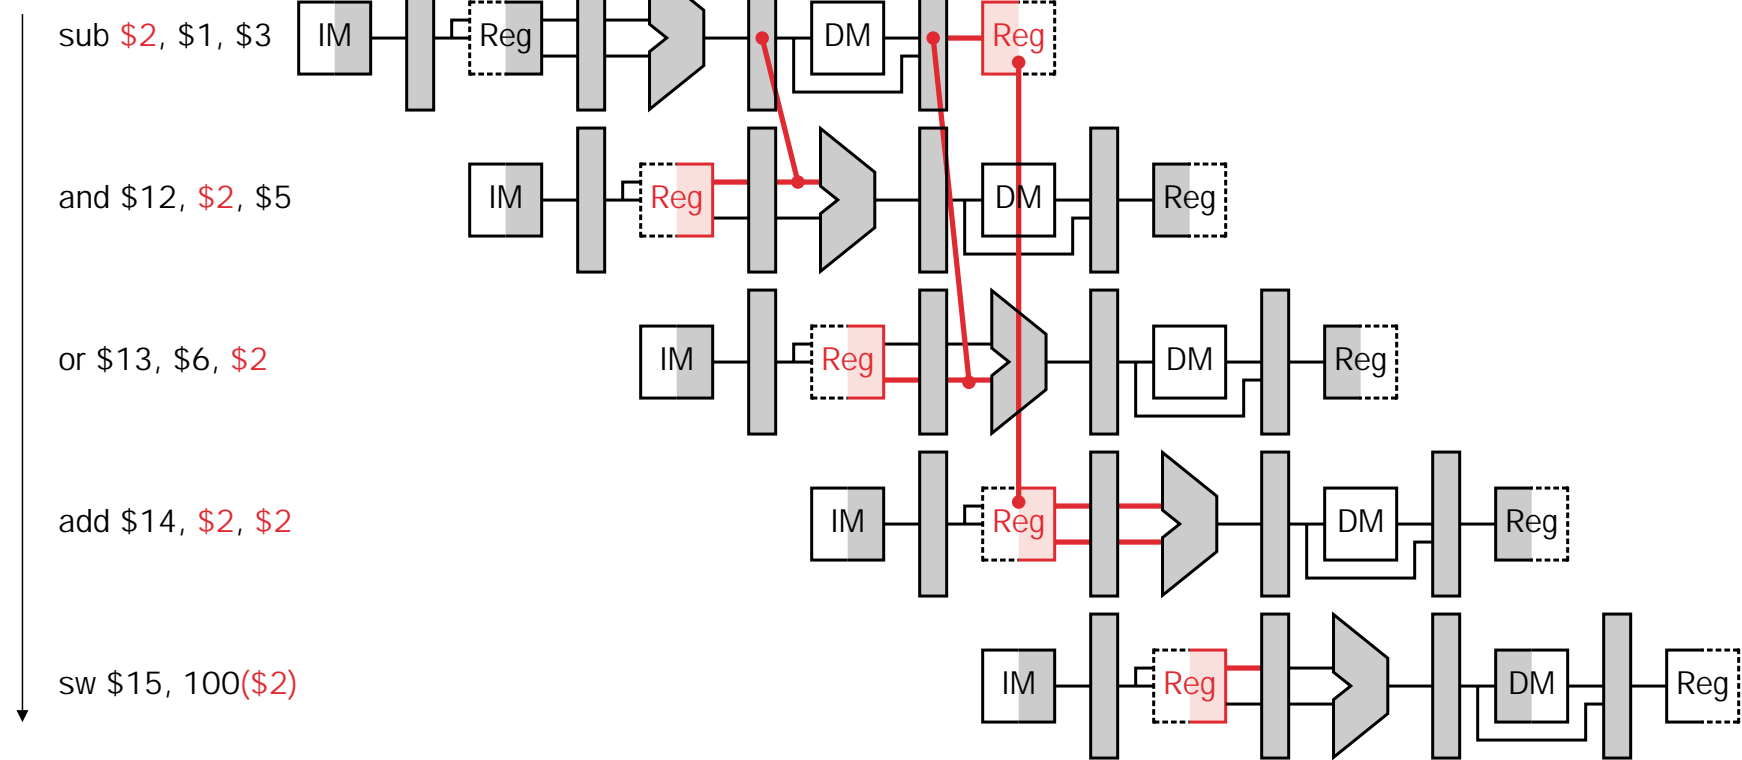 sub $2, $1, $3 IM Reg DM Reg
and $12, $2, $5 IM Reg DM Reg
or $13, $6, $2 IM Reg DM Reg
add $14, $2, $2 IM Reg DM Reg
sw $15, 100($2) IM Reg DM Reg